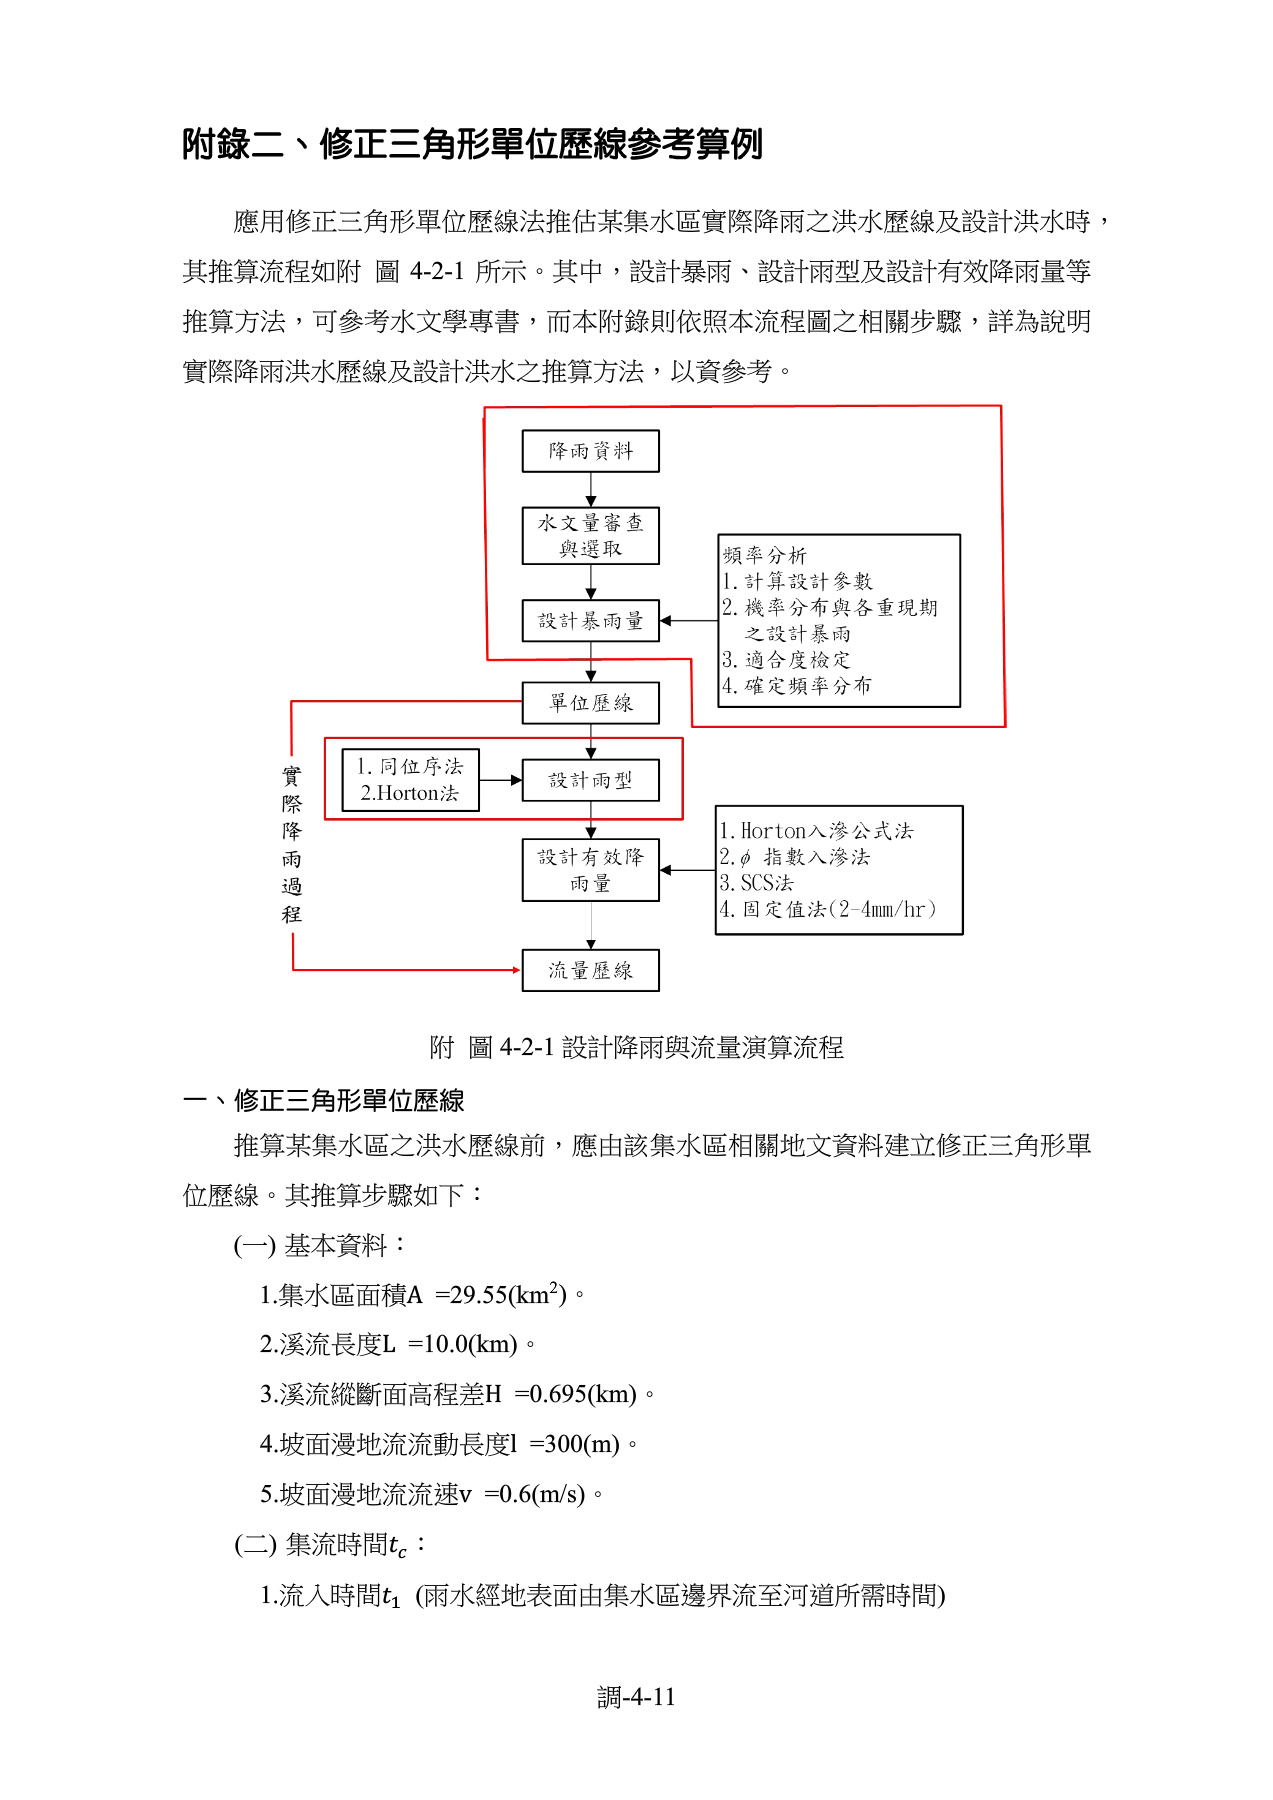 附錄二、修正三角形單位歷線參考算例
應用修正三角形單位歷線法推估某集水區實際降雨之洪水歷線及設計洪水時，
其推算流程如附 圖 4-2-1 所示。其中，設計暴雨、設計雨型及設計有效降雨量等
推算方法，可參考水文學專書，而本附錄則依照本流程圖之相關步驟，詳為說明
實際降雨洪水歷線及設計洪水之推算方法，以資參考。
降雨資料
水文量審查
與選取
設計暴雨量
頻率分析
1. 計算設計參數
2. 機率分布與各重現期
之設計暴雨
3. 適合度檢定
4. 確定頻率分布
單位歷線
1. 同位序法
2.Horton法
設計雨型
實際降雨過程
設計有效降
雨量
1. Horton入滲公式法
2. ϕ 指數入滲法
3. SCS法
4. 固定值法(2-4mm/hr)
流量歷線
附 圖 4-2-1 設計降雨與流量演算流程
一、修正三角形單位歷線
推算某集水區之洪水歷線前，應由該集水區相關地文資料建立修正三角形單
位歷線。其推算步驟如下：
(一) 基本資料：
1.集水區面積A =29.55(km²)。
2.溪流長度L =10.0(km)。
3.溪流縱斷面高程差H =0.695(km)。
4.坡面漫地流流動長度l =300(m)。
5.坡面漫地流流速v =0.6(m/s)。
(二) 集流時間t_c：
1.流入時間t₁ (雨水經地表面由集水區邊界流至河道所需時間)
調-4-11